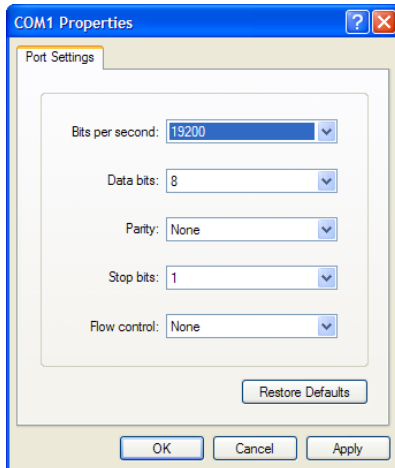 COM1 Properties
Port Settings
Bits per second: 19200
Data bits: 8
Parity: None
Stop bits: 1
Flow control: None
Restore Defaults
OK Cancel Apply